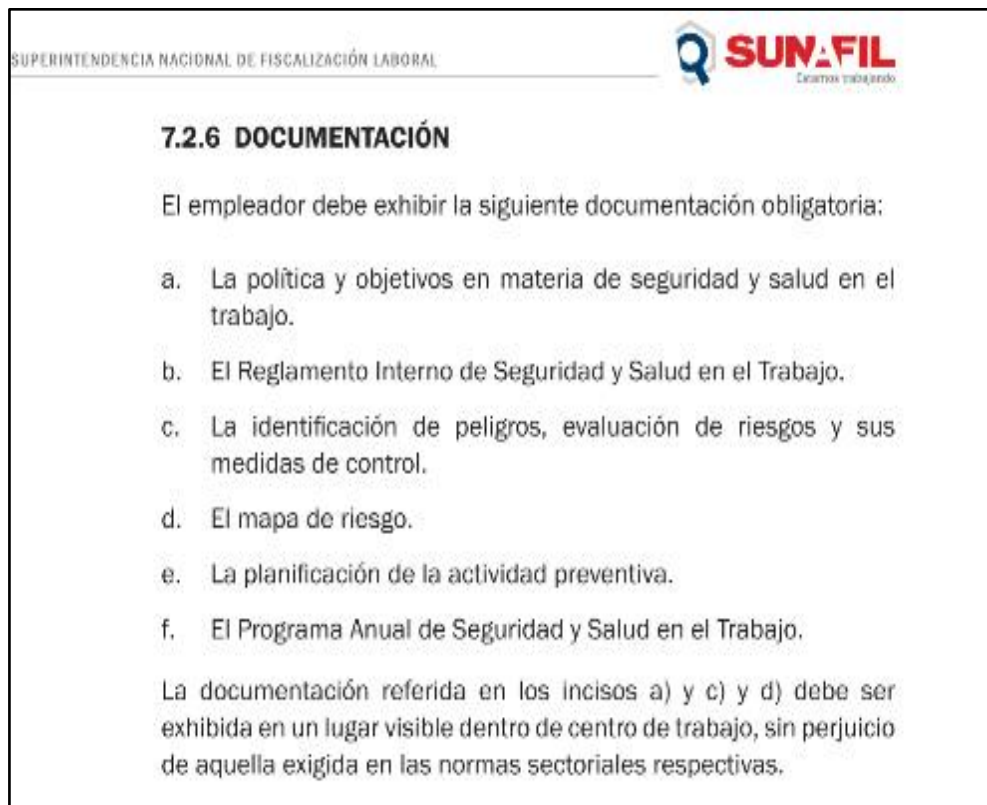 SUPERINTENDENCIA NACIONAL DE FISCALIZACIÓN LABORAL
SUNAFIL
Estamos trabajando
7.2.6 DOCUMENTACIÓN
El empleador debe exhibir la siguiente documentación obligatoria:
a. La política y objetivos en materia de seguridad y salud en el
trabajo.
b. El Reglamento Interno de Seguridad y Salud en el Trabajo.
c. La identificación de peligros, evaluación de riesgos y sus
medidas de control.
d. El mapa de riesgo.
e. La planificación de la actividad preventiva.
f. El Programa Anual de Seguridad y Salud en el Trabajo.
La documentación referida en los incisos a) y c) y d) debe ser
exhibida en un lugar visible dentro de centro de trabajo, sin perjuicio
de aquella exigida en las normas sectoriales respectivas.